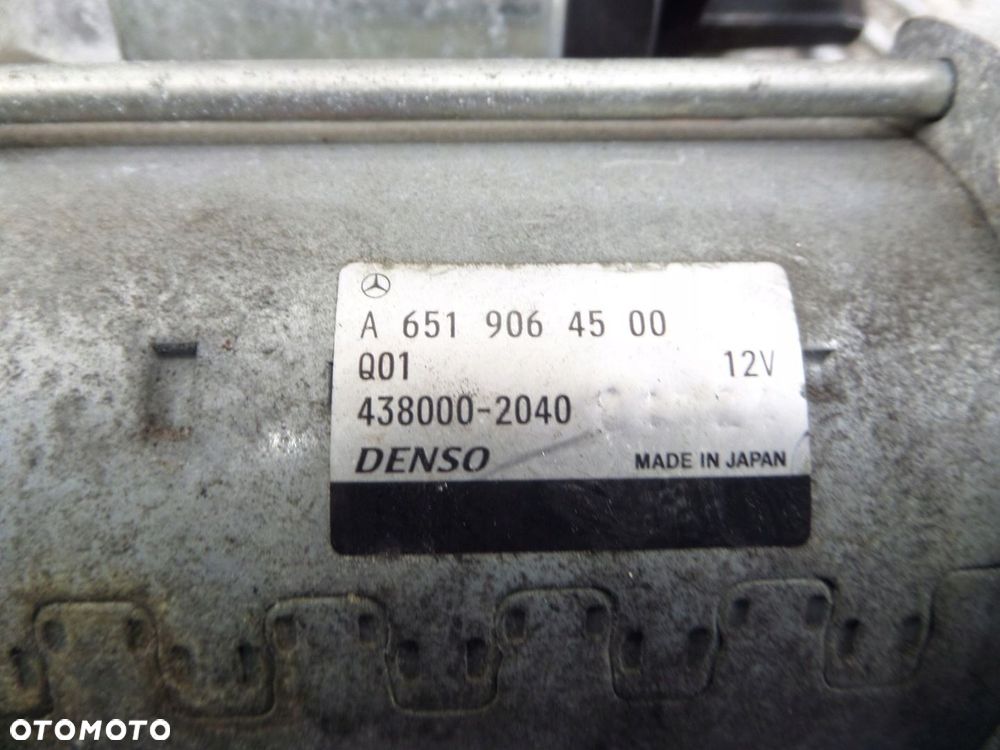 A 651 906 45 00
Q01 12V
438000-2040
DENSO MADE IN JAPAN
OTOMOTO